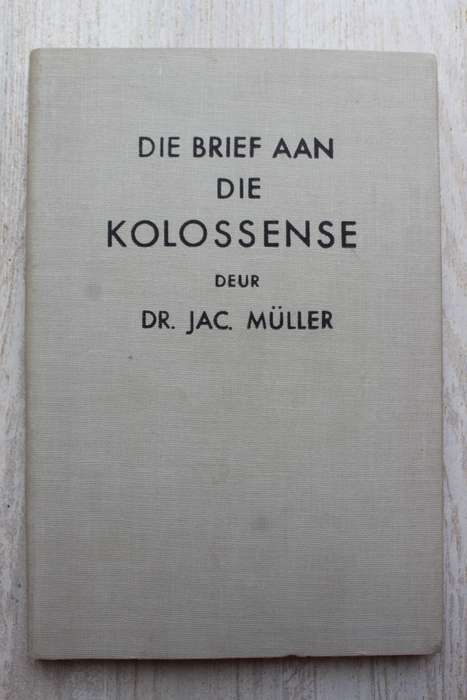 DIE BRIEF AAN
DIE
KOLOSSENSE
DEUR
DR. JAC. MÜLLER